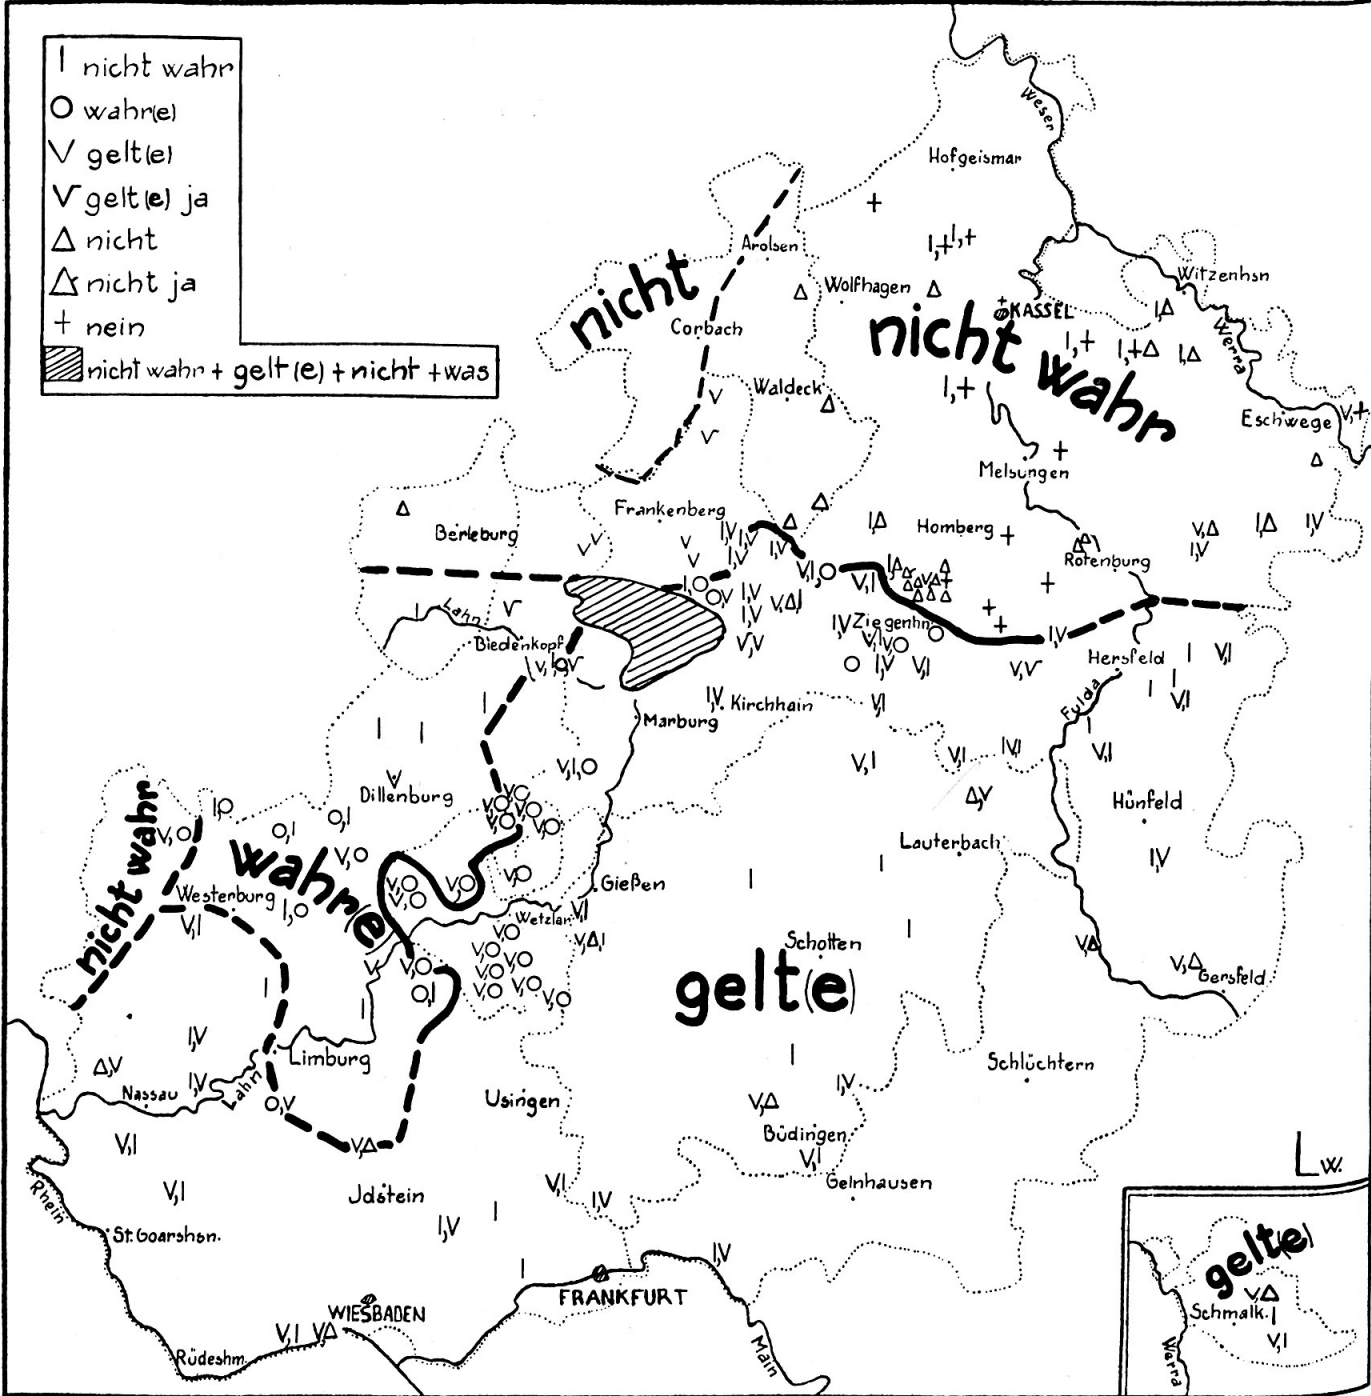 nicht wahr
wahr(e)
gelt(e)
gelt(e) ja
nicht
nicht ja
nein
nicht wahr + gelt(e) + nicht + was
Weser
Hofgeismar
Arolsen
nicht
Wolfhagen
Witzenhsn
KASSEL
Corbach
nicht wahr
Werra
Waldeck
Eschwege
Melsungen
Frankenberg
Berleburg
Homberg
Rotenburg
Lahn
Biedenkopf
Ziegenhn
Hersfeld
Fulda
Kirchhain
Marburg
Dillenburg
Hünfeld
nicht wahr
wahr(e)
Lauterbach
Westerburg
Gießen
Wetzlar
Schotten
gelt(e)
Gersfeld
Limburg
Schlüchtern
Nassau
Lahn
Usingen
Büdingen
Gelnhausen
Lw.
Rhein
Jdstein
St.Goarshsn.
gelt(e)
FRANKFURT
WIESBADEN
Schmalk.
Rüdeshm.
Main
Werra